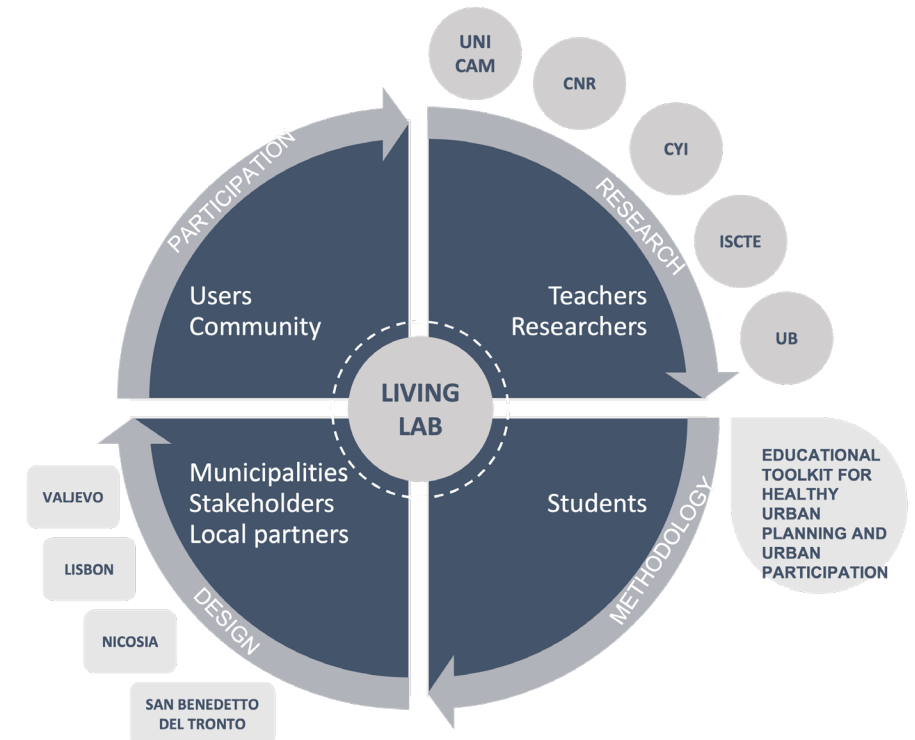 UNI
CAM
CNR
CYI
ISCTE
UB
PARTICIPATION
RESEARCH
Users
Community
Teachers
Researchers
LIVING
LAB
Municipalities
Stakeholders
Local partners
Students
METHODOLOGY
DESIGN
EDUCATIONAL
TOOLKIT FOR
HEALTHY
URBAN
PLANNING AND
URBAN
PARTICIPATION
VALJEVO
LISBON
NICOSIA
SAN BENEDETTO
DEL TRONTO